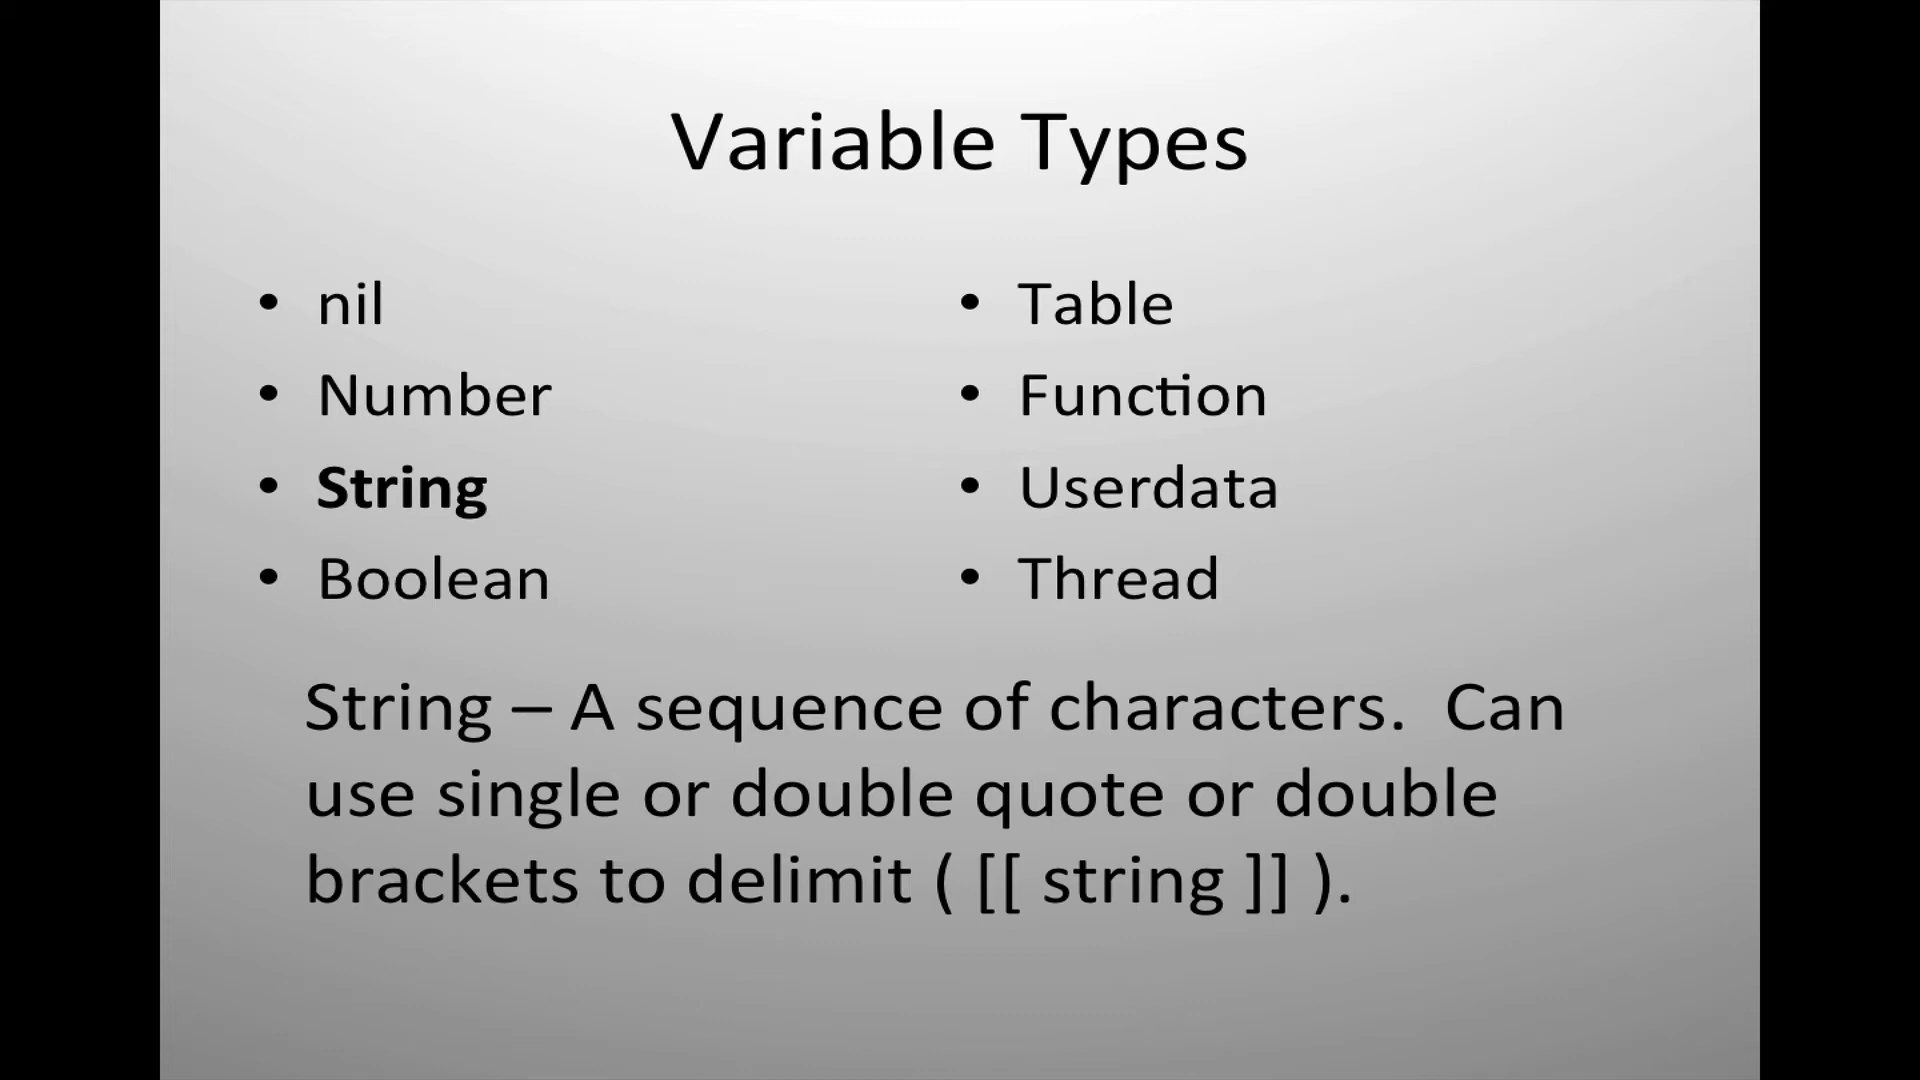 Variable Types
• nil
• Number
• String
• Boolean
• Table
• Function
• Userdata
• Thread
String – A sequence of characters.  Can
use single or double quote or double
brackets to delimit ( [[ string ]] ).